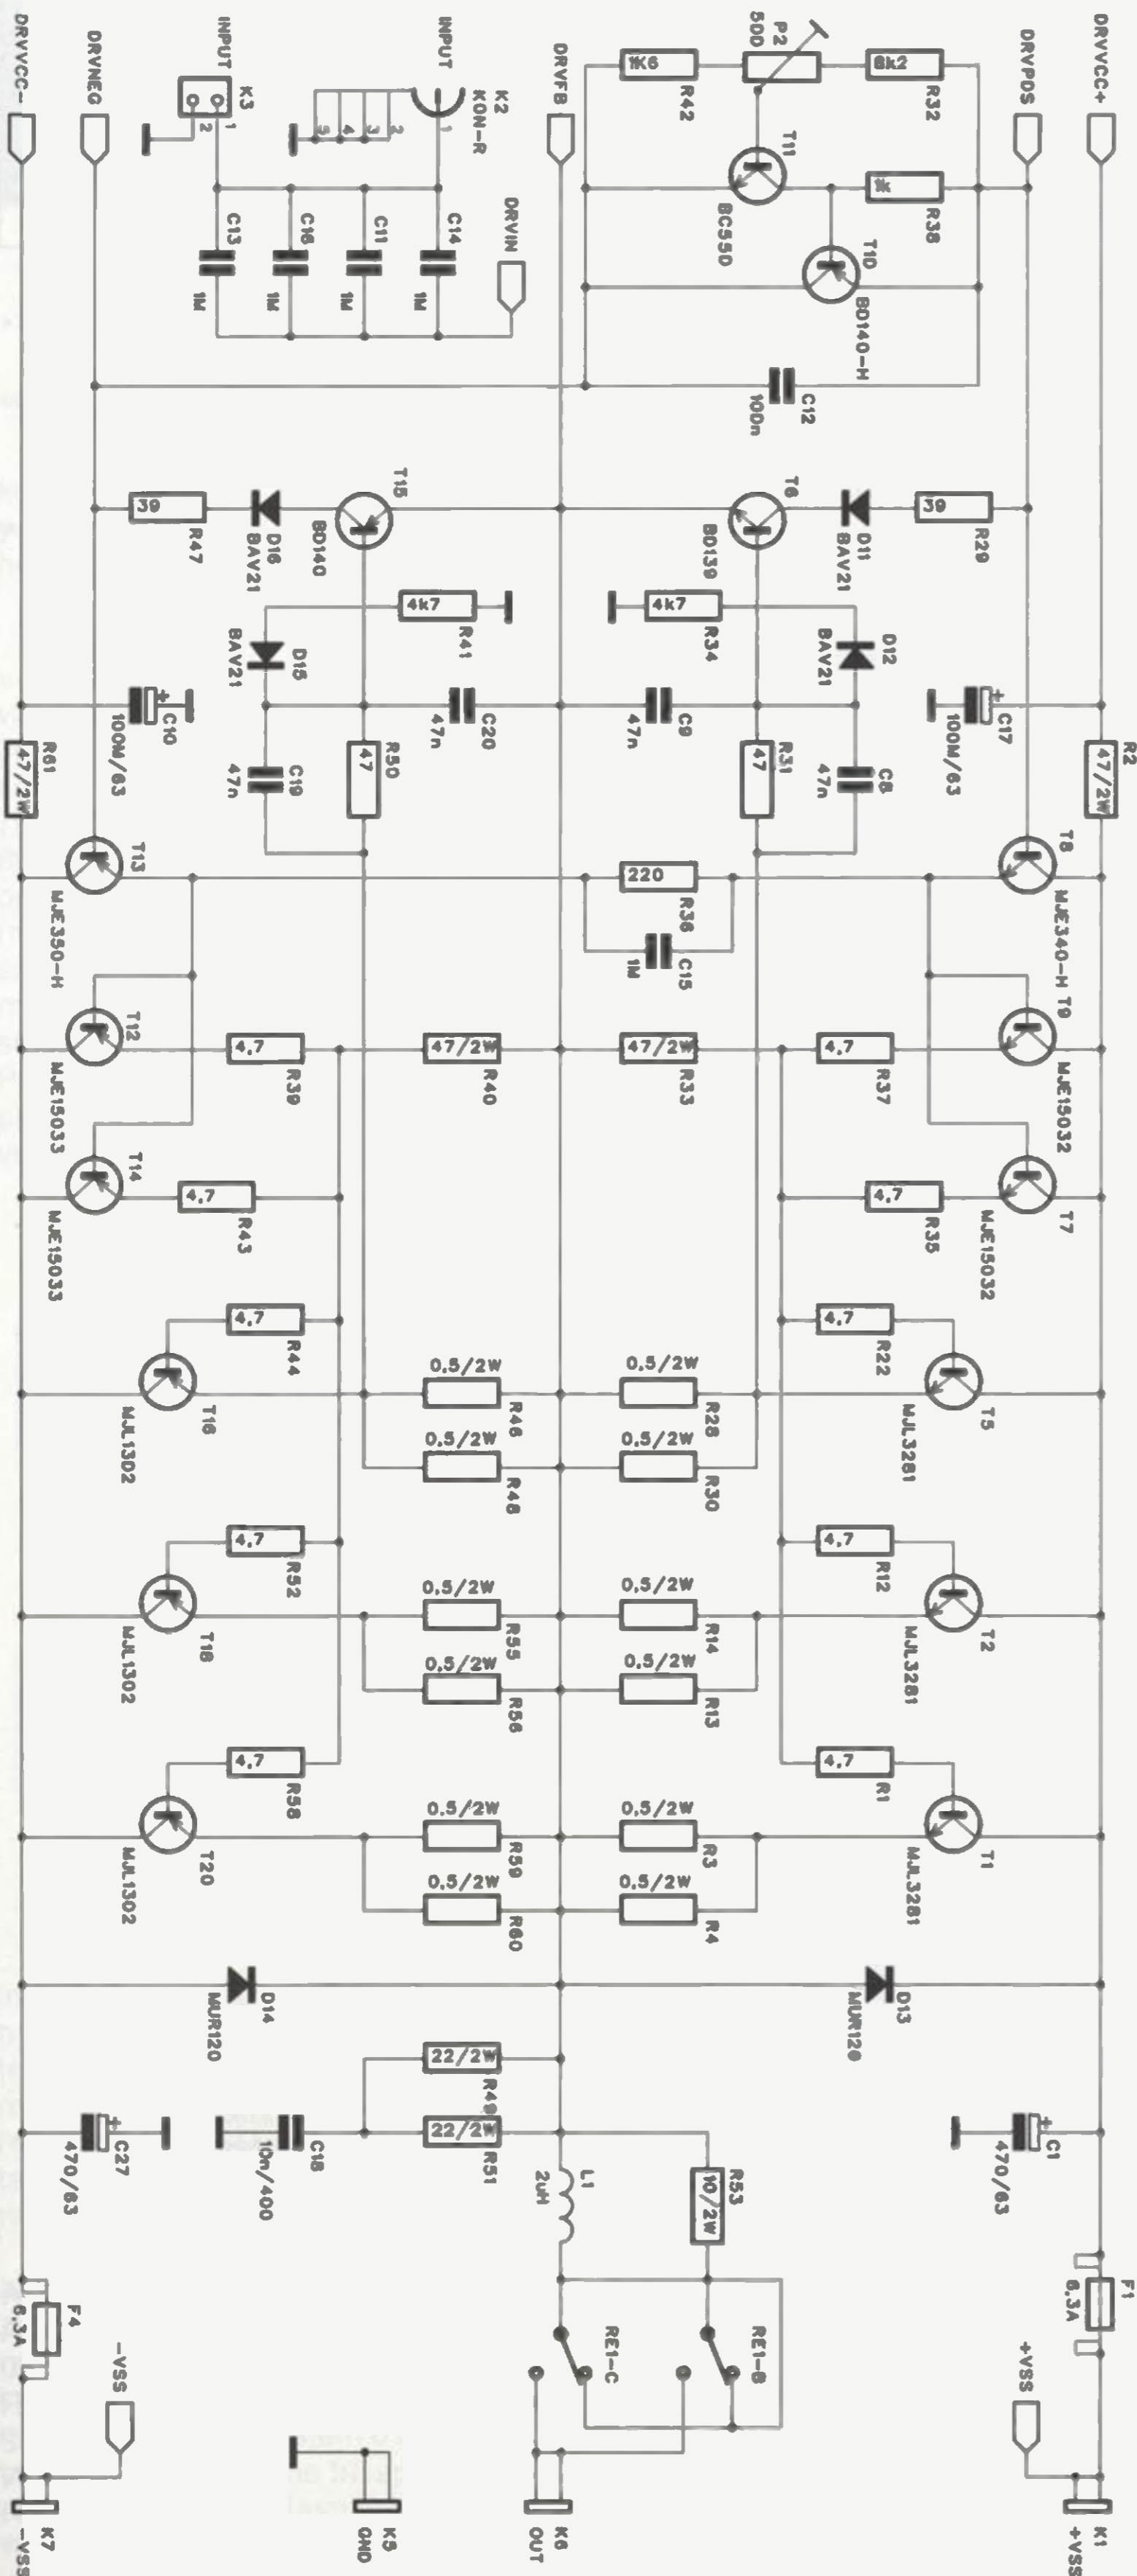 DRVVCC+
DRVPOS
P2
500
R32
8k2
R42
1K6
T11
BC550
R38
1k
T10
BD140-H
C12
100n
DRVFB
INPUT
K2
KON-R
1
2
3
4
5
INPUT
K3
1
2
DRVIN
C14
1M
C11
1M
C16
1M
C13
1M
DRVNEG
DRVVCC-
R29
39
D11
BAV21
T6
BD139
T15
BD140
D16
BAV21
R47
39
D12
BAV21
R34
4k7
R41
4k7
D15
BAV21
C17
100M/63
C9
47n
C20
47n
C10
100M/63
R2
47/2W
C8
47n
R31
47
R50
47
C19
47n
R61
47/2W
T8
MJE340-H
R36
220
C15
1M
T13
MJE350-H
T9
MJE15032
R37
4,7
R33
47/2W
R40
47/2W
R39
4,7
T12
MJE15033
T7
MJE15032
R35
4,7
R43
4,7
T14
MJE15033
R22
4,7
T5
MJL3281
R28
0,5/2W
R30
0,5/2W
R46
0,5/2W
R48
0,5/2W
R44
4,7
T16
MJL1302
R12
4,7
T2
MJL3281
R14
0,5/2W
R13
0,5/2W
R55
0,5/2W
R56
0,5/2W
R52
4,7
T18
MJL1302
R1
4,7
T1
MJL3281
R3
0,5/2W
R4
0,5/2W
R59
0,5/2W
R60
0,5/2W
R58
4,7
T20
MJL1302
D13
MUR120
D14
MUR120
C1
470/63
R49
22/2W
R51
22/2W
C18
10n/400
C27
470/63
R53
10/2W
L1
2uH
F1
6,3A
RE1-B
RE1-C
F4
6,3A
+VSS
-VSS
K1
+VSS
K6
OUT
K5
GND
K7
-VSS